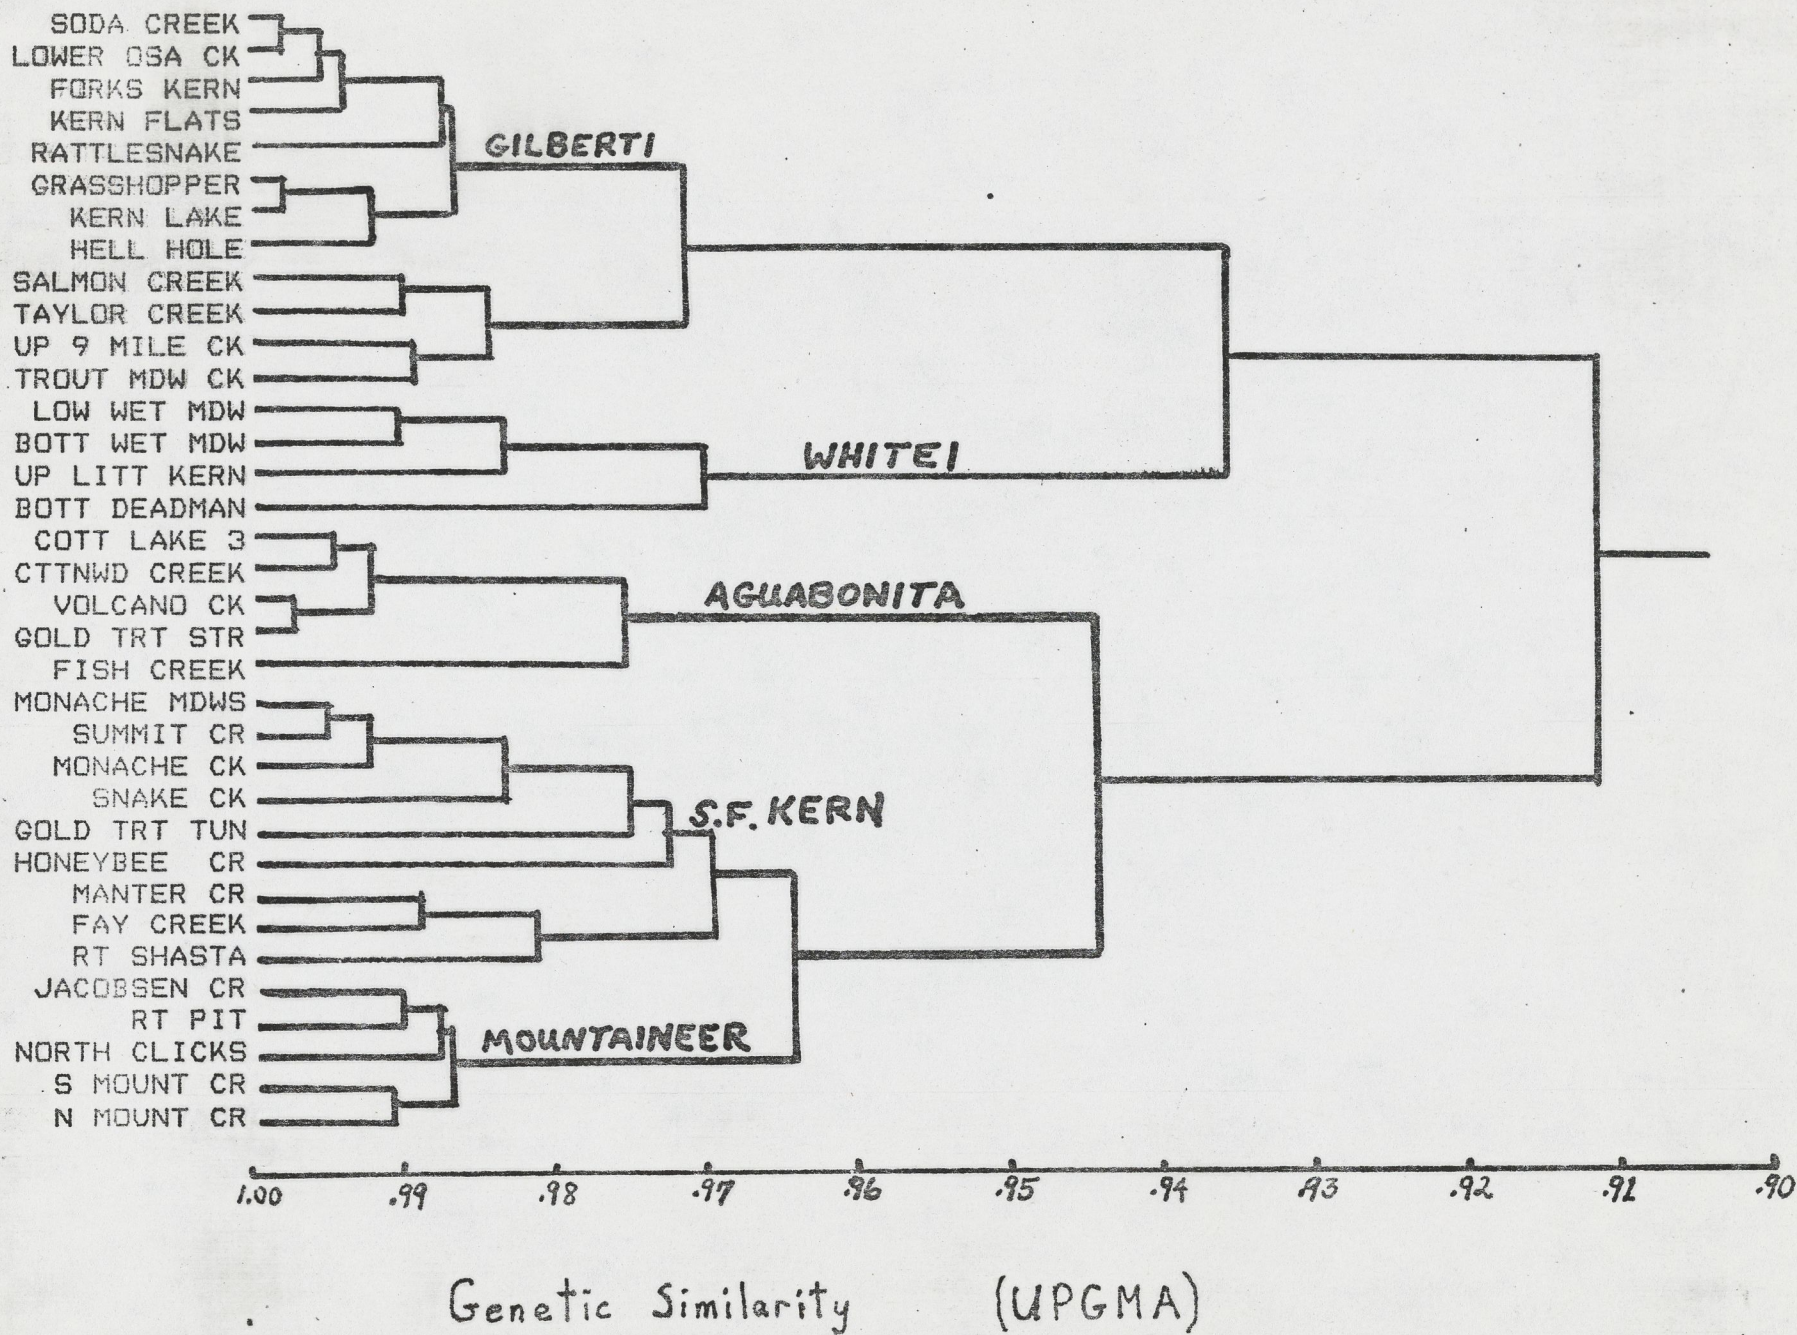 SODA CREEK
LOWER OSA CK
FORKS KERN
KERN FLATS
RATTLESNAKE
GILBERTI
GRASSHOPPER
KERN LAKE
HELL HOLE
SALMON CREEK
TAYLOR CREEK
UP 9 MILE CK
TROUT MDW CK
LOW WET MDW
BOTT WET MDW
WHITEI
UP LITT KERN
BOTT DEADMAN
COTT LAKE 3
CTTNWD CREEK
AGUABONITA
VOLCANO CK
GOLD TRT STR
FISH CREEK
MONACHE MDWS
SUMMIT CR
MONACHE CK
SNAKE CK
S.F. KERN
GOLD TRT TUN
HONEYBEE CR
MANTER CR
FAY CREEK
RT SHASTA
JACOBSEN CR
RT PIT
MOUNTAINEER
NORTH CLICKS
S MOUNT CR
N MOUNT CR
1.00 .99 .98 .97 .96 .95 .94 .93 .92 .91 .90
Genetic Similarity (UPGMA)